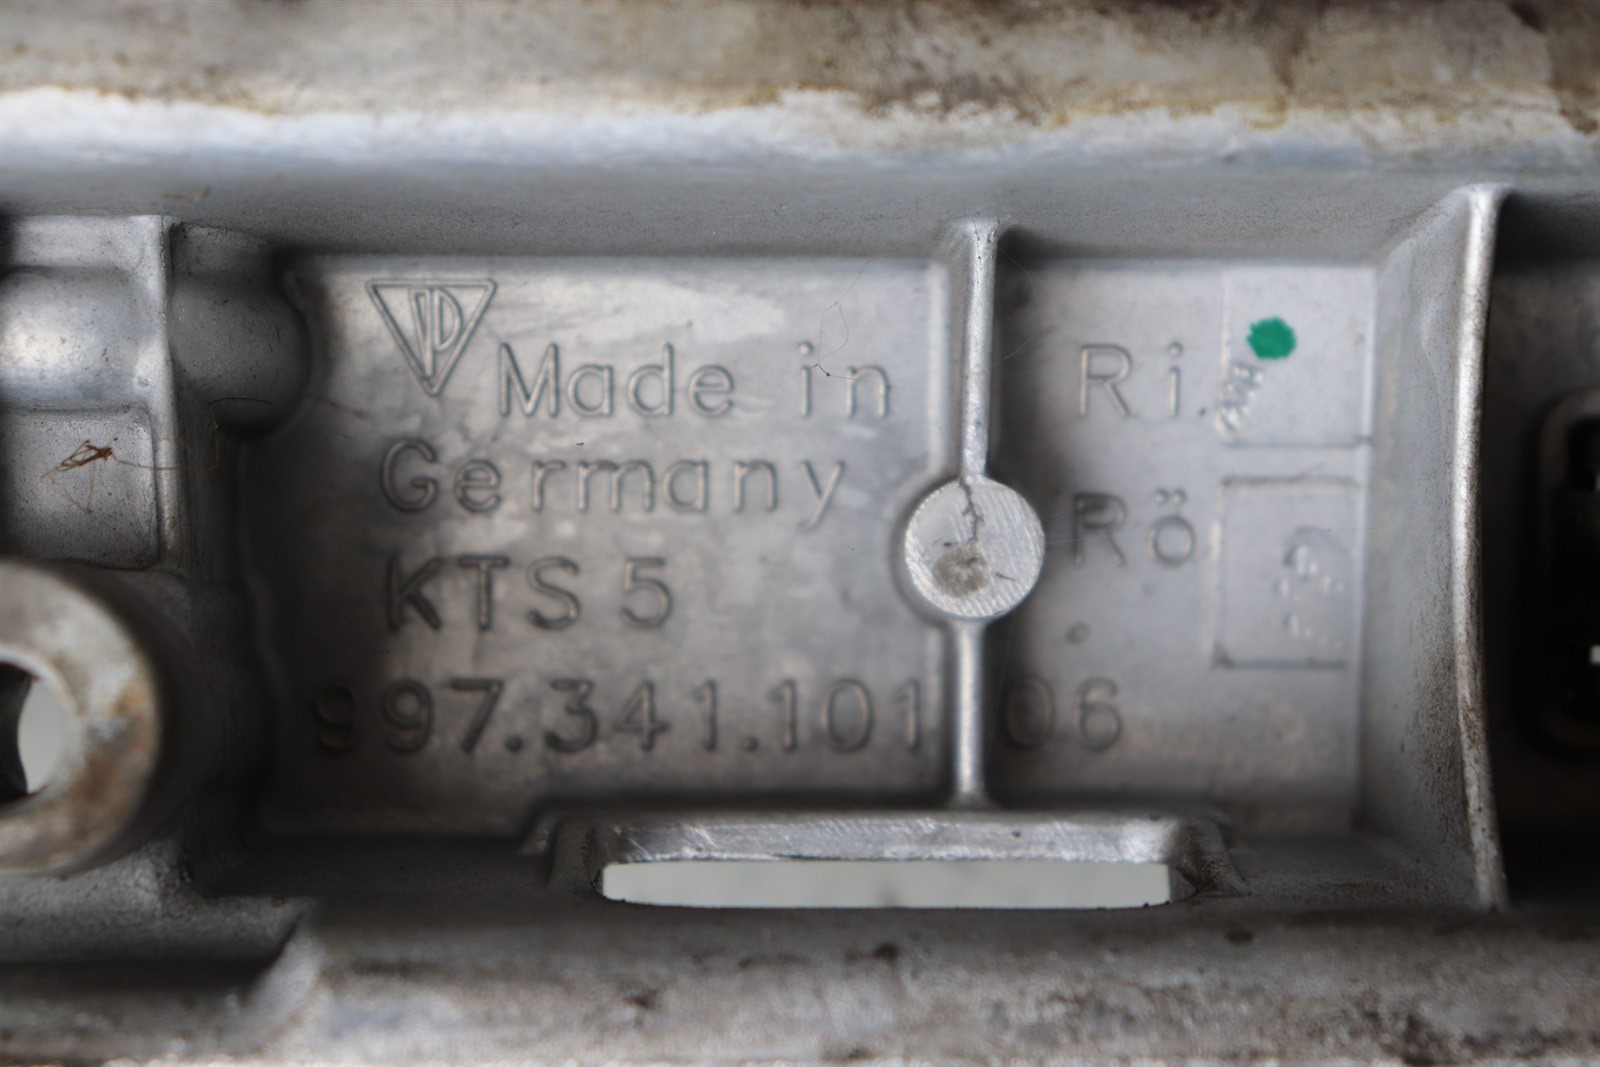 Made in
Germany
KTS 5
997.341.101 06
Ri.
Rö